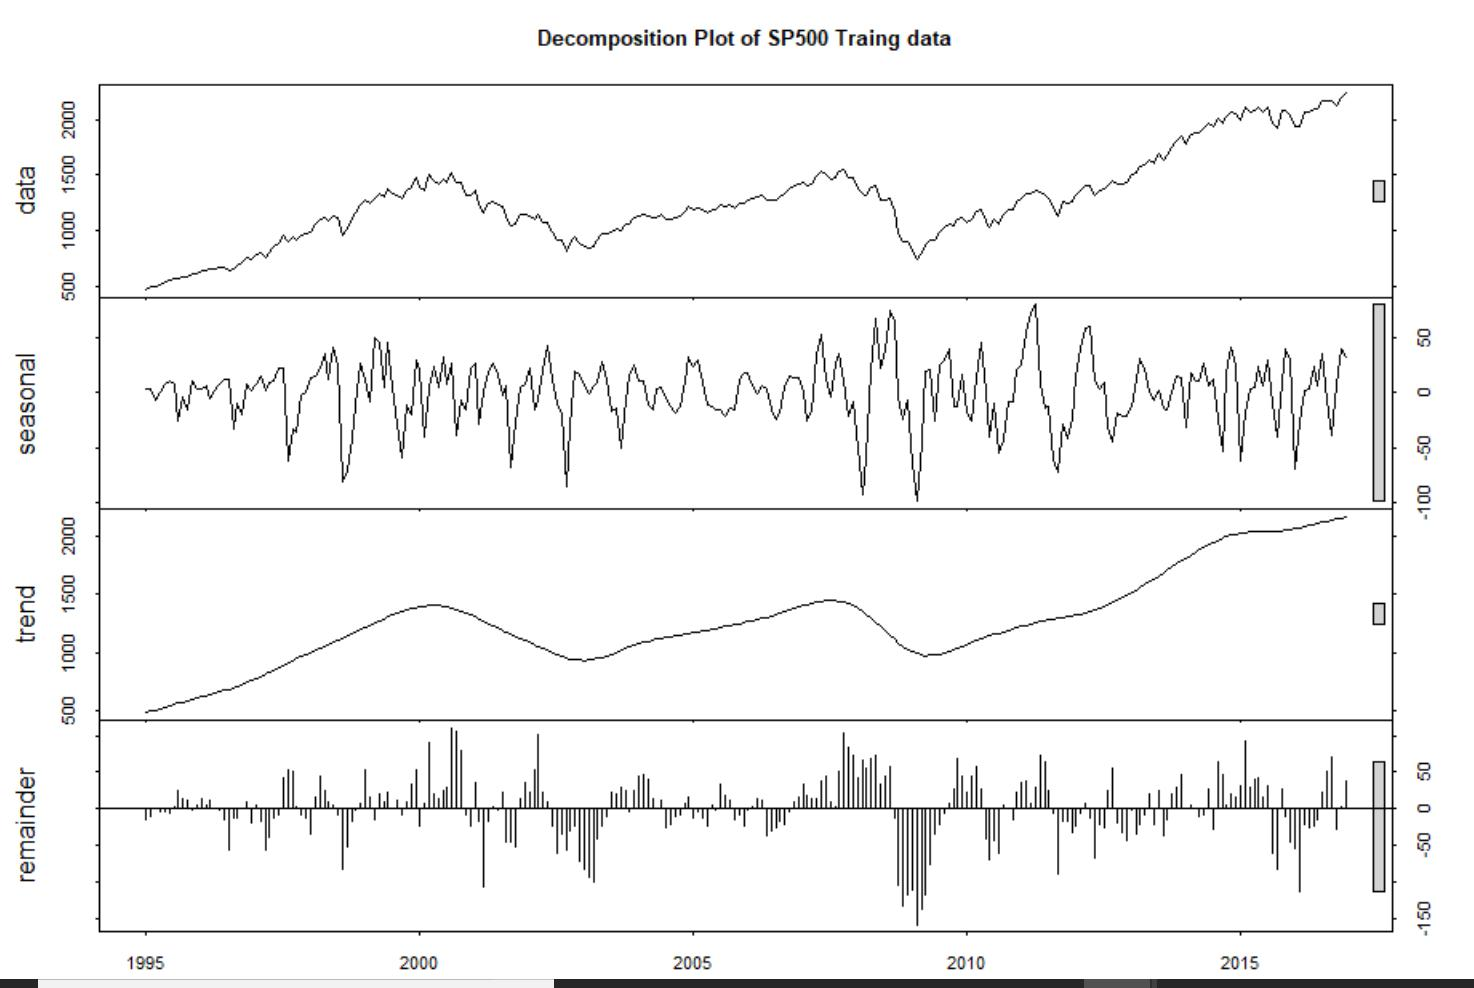 Decomposition Plot of SP500 Traing data
data
500 1000 1500 2000
seasonal
-100 -50 0 50
trend
500 1000 1500 2000
remainder
-150 -50 0 50
1995 2000 2005 2010 2015